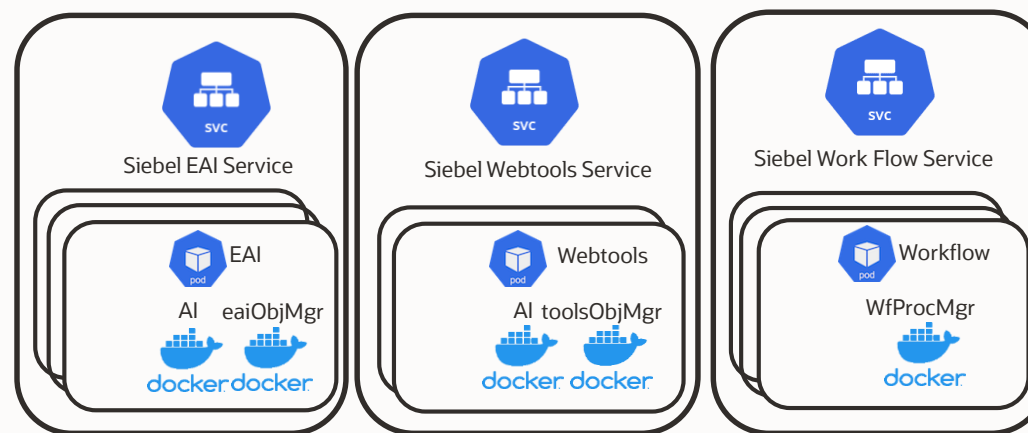 svc
Siebel EAI Service
pod
EAI
AI eaiObjMgr
docker docker
svc
Siebel Webtools Service
pod
Webtools
AI toolsObjMgr
docker docker
svc
Siebel Work Flow Service
pod
Workflow
WfProcMgr
docker